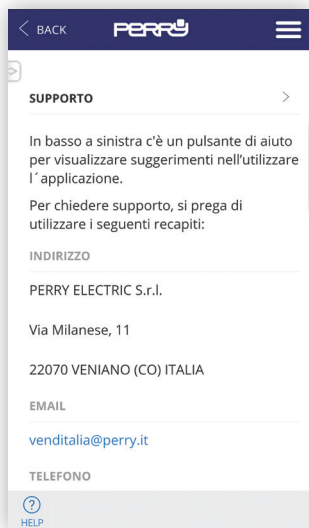 BACK
PERRY
SUPPORTO
In basso a sinistra c'è un pulsante di aiuto
per visualizzare suggerimenti nell’utilizzare
l´applicazione.
Per chiedere supporto, si prega di
utilizzare i seguenti recapiti:
INDIRIZZO
PERRY ELECTRIC S.r.l.
Via Milanese, 11
22070 VENIANO (CO) ITALIA
EMAIL
venditalia@perry.it
TELEFONO
HELP